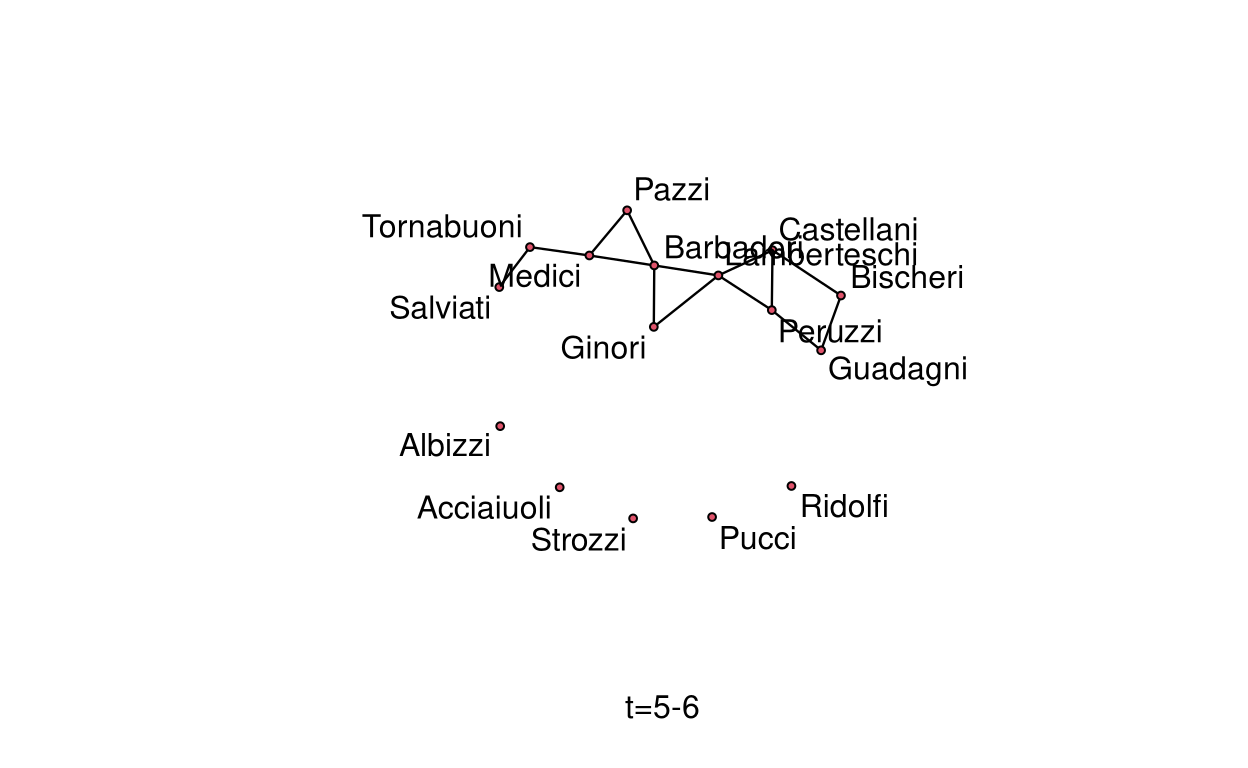 Pazzi
Tornabuoni
Castellani
Barbadori
Lamberteschi
Medici
Bischeri
Salviati
Peruzzi
Ginori
Guadagni
Albizzi
Acciaiuoli
Ridolfi
Strozzi
Pucci
t=5-6